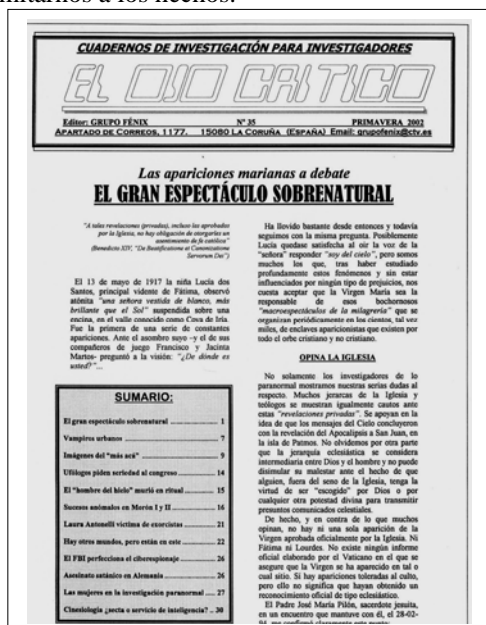 mitarnos a los hechos.
CUADERNOS DE INVESTIGACIÓN PARA INVESTIGADORES
EL OJO CRITICO
Editor: GRUPO FÉNIX Nº 35 PRIMAVERA 2002
APARTADO DE CORREOS, 1177. 15080 LA CORUÑA (ESPAÑA) Email: grupofenix@ctv.es
Las apariciones marianas a debate
EL GRAN ESPECTÁCULO SOBRENATURAL
"A tales revelaciones (privadas), incluso las aprobadas
por la Iglesia, no hay obligación de otorgarles un
asentimiento de fe católica"
(Benedicto XIV, "De Beatificatione et Canonizatione
Servorum Dei")
El 13 de mayo de 1917 la niña Lucía dos
Santos, principal vidente de Fátima, observó
atónita "una señora vestida de blanco, más
brillante que el Sol" suspendida sobre una
encina, en el valle conocido como Cova de Iría.
Fue la primera de una serie de constantes
apariciones. Ante el asombro suyo –y el de sus
compañeros de juego Francisco y Jacinta
Martos- preguntó a la visión: "¿De dónde es
usted?"...
SUMARIO:
El gran espectáculo sobrenatural ... 1
Vampiros urbanos ... 7
Imágenes del "más acá" ... 9
Ufólogos piden seriedad al congreso ... 14
El "hombre del hielo" murió en ritual ... 15
Sucesos anómalos en Morón I y II ... 16
Laura Antonelli víctima de exorcistas ... 21
Hay otros mundos, pero están en este ... 22
El FBI perfecciona el ciberespionaje ... 26
Asesinato satánico en Alemania ... 26
Las mujeres en la investigación paranormal .... 27
Cinesiología ¿secta o servicio de inteligencia? .. 30
Ha llovido bastante desde entonces y todavía
seguimos con la misma pregunta. Posiblemente
Lucía quedase satisfecha al oír la voz de la
"señora" responder "soy del cielo", pero somos
muchos los que, tras haber estudiado
profundamente estos fenómenos y sin estar
influenciados por ningún tipo de prejuicios, nos
cuesta aceptar que la Virgen María sea la
responsable de esos bochornosos
"macroespectáculos de la milagrería" que se
organizan periódicamente en los cientos, tal vez
miles, de enclaves aparicionistas que existen por
todo el orbe cristiano y no cristiano.
OPINA LA IGLESIA
No solamente los investigadores de lo
paranormal mostramos nuestras serias dudas al
respecto. Muchos jerarcas de la Iglesia y
teólogos se muestran igualmente cautos ante
estas "revelaciones privadas". Se apoyan en la
idea de que los mensajes del Cielo concluyeron
con la revelación del Apocalipsis a San Juan, en
la isla de Patmos. No olvidemos por otra parte
que la jerarquía eclesiástica se considera
intermediaria entre Dios y el hombre y no puede
disimular su malestar ante el hecho de que
alguien, fuera del seno de la Iglesia, tenga la
virtud de ser "escogido" por Dios o por
cualquier otra potestad divina para transmitir
presuntos comunicados celestiales.
De hecho, y en contra de lo que muchos
opinan, no hay ni una sola aparición de la
Virgen aprobada oficialmente por la Iglesia. Ni
Fátima ni Lourdes. No existe ningún informe
oficial elaborado por el Vaticano en el que se
asegure que la Virgen se ha aparecido en tal o
cual sitio. Sí hay apariciones toleradas al culto,
pero ello no significa que hayan obtenido un
reconocimiento oficial de tipo eclesiástico.
El Padre José María Pilón, sacerdote jesuita,
en un encuentro que mantuve con él, el 28-02-